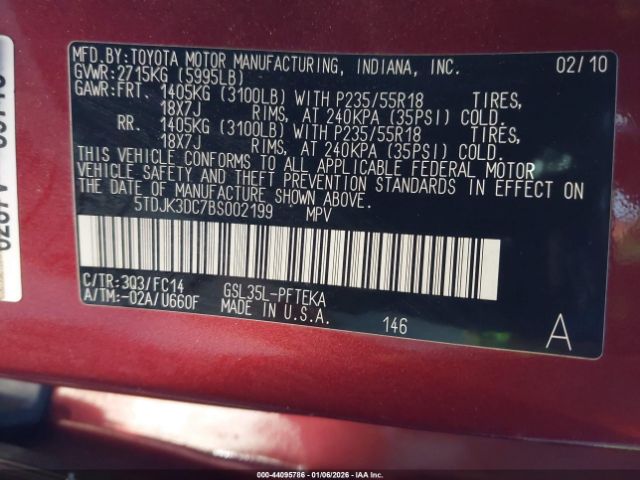 MFD.BY:TOYOTA MOTOR MANUFACTURING, INDIANA, INC. 02/10
GVWR:2715KG (5995LB)
GAWR:FRT. 1405KG (3100LB) WITH P235/55R18 TIRES,
18X7J RIMS, AT 240KPA (35PSI) COLD.
RR. 1405KG (3100LB) WITH P235/55R18 TIRES,
18X7J RIMS, AT 240KPA (35PSI) COLD.
THIS VEHICLE CONFORMS TO ALL APPLICABLE FEDERAL MOTOR
VEHICLE SAFETY AND THEFT PREVENTION STANDARDS IN EFFECT
ON THE DATE OF MANUFACTURE SHOWN ABOVE.
5TDJK3DC7BS002199 MPV
C/TR:3Q3/FC14 GSL35L-PFTEKA
A/TM:-02A/U660F MADE IN U.S.A.
146
A
000-44095786 - 01/06/2026 - IAA Inc.